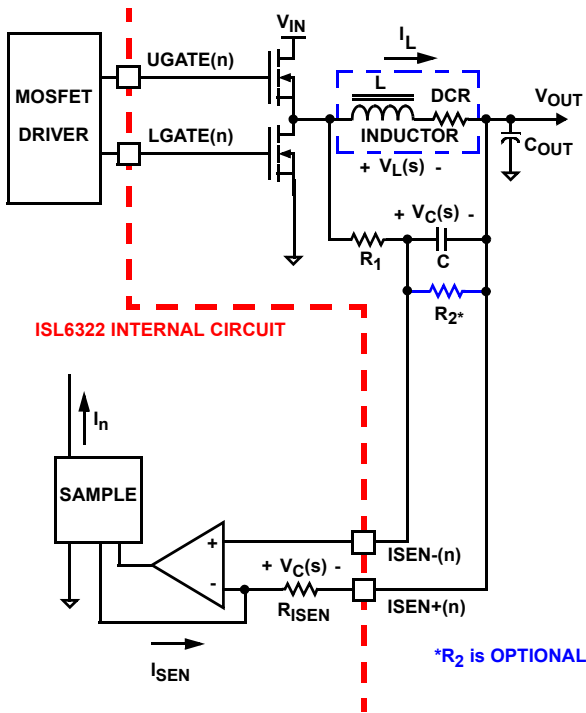 MOSFET
DRIVER
UGATE(n)
LGATE(n)
VIN
IL
L
DCR
INDUCTOR
VOUT
COUT
+ VL(s) -
+ VC(s) -
R1
C
R2*
ISL6322 INTERNAL CIRCUIT
In
SAMPLE
+
-
+ VC(s) -
RISEN
ISEN-(n)
ISEN+(n)
ISEN
*R2 is OPTIONAL